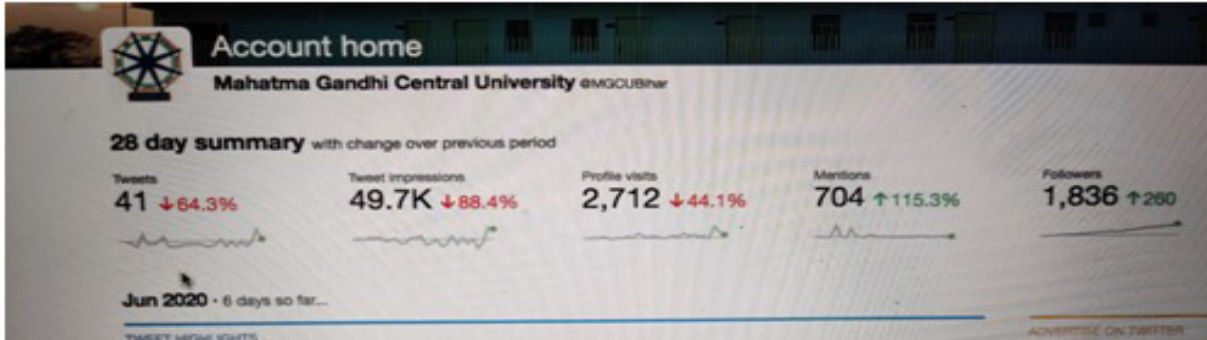 Account home
Mahatma Gandhi Central University @MGCUBihar
28 day summary with change over previous period
Tweets Tweet impressions Profile visits Mentions Followers
41 ↓64.3% 49.7K ↓88.4% 2,712 ↓44.1% 704 ↑115.3% 1,836 ↑260
Jun 2020 · 6 days so far...
TWEET HIGHLIGHTS ADVERTISE ON TWITTER